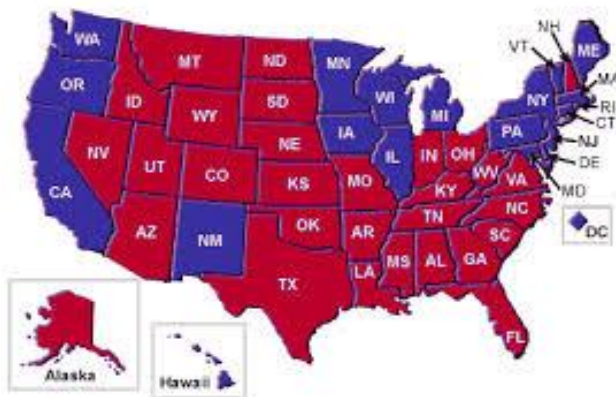 WA
MT
ND
MN
VT
NH
ME
OR
ID
WY
SD
WI
MI
NY
MA
RI
CT
NV
UT
CO
NE
IA
IL
IN
OH
PA
NJ
DE
MD
CA
KS
MO
KY
WV
VA
AZ
NM
OK
AR
TN
NC
SC
DC
TX
LA
MS
AL
GA
FL
Alaska
Hawaii